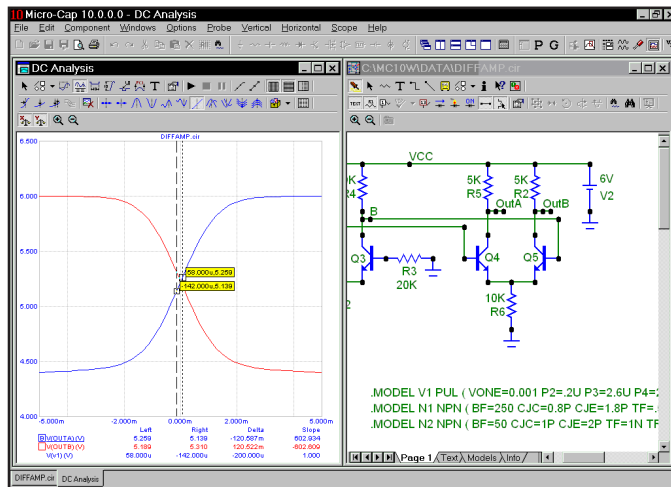 Micro-Cap 10.0.0.0 - DC Analysis
File Edit Component Windows Options Probe Vertical Horizontal Scope Help
DC Analysis
C:\MC10W\DATA\DIFFAMP.cir
DIFFAMP.cir
6.500
6.000
5.500
5.000
4.500
4.000
-5.000m -2.000m 0.000m 2.000m 5.000m
58.000u,5.259
-142.000u,5.139
Left Right Delta Slope
V(OUTA) (V) 5.259 5.139 -120.587m 602.934
V(OUTB) (V) 5.189 5.310 120.522m -602.609
V(v1) (V) 58.000u -142.000u -200.000u 1.000
VCC
R4
5K
R5
5K
R2
OutA
OutB
6V
V2
B
Q3
Q4
Q5
R3
20K
10K
R6
.MODEL V1 PUL ( VONE=0.001 P2=.2U P3=2.6U
.MODEL N1 NPN ( BF=250 CJC=0.8P CJE=1.8P
.MODEL N2 NPN ( BF=50 CJC=1P CJE=2P TF=1N
Page 1 Text Models Info
DIFFAMP.cir DC Analysis